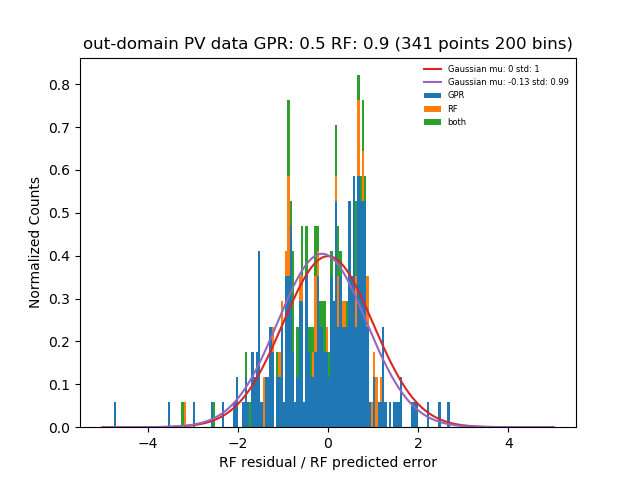 out-domain PV data GPR: 0.5 RF: 0.9 (341 points 200 bins)
Gaussian mu: 0 std: 1
Gaussian mu: -0.13 std: 0.99
GPR
RF
both
Normalized Counts
0.8
0.7
0.6
0.5
0.4
0.3
0.2
0.1
0.0
−4
−2
0
2
4
RF residual / RF predicted error